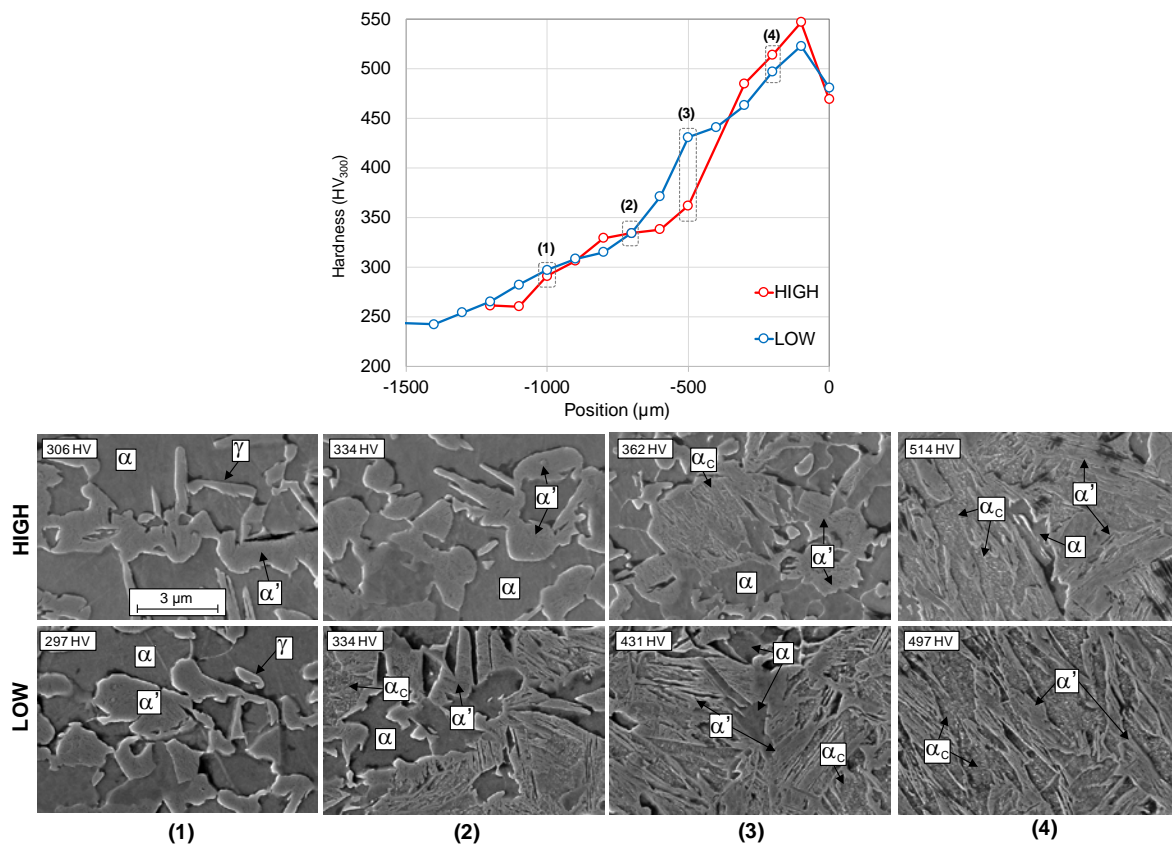 550
500
450
400
350
300
250
200
Hardness (HV300)
-1500
-1000
-500
0
Position (µm)
(1)
(2)
(3)
(4)
HIGH
LOW
HIGH
306 HV
α
γ
α'
3 µm
334 HV
α'
α
362 HV
αC
α'
α
514 HV
αC
α'
α
LOW
297 HV
α
γ
α'
334 HV
αC
α'
α
431 HV
α
α'
αC
497 HV
αC
α'
(1)
(2)
(3)
(4)